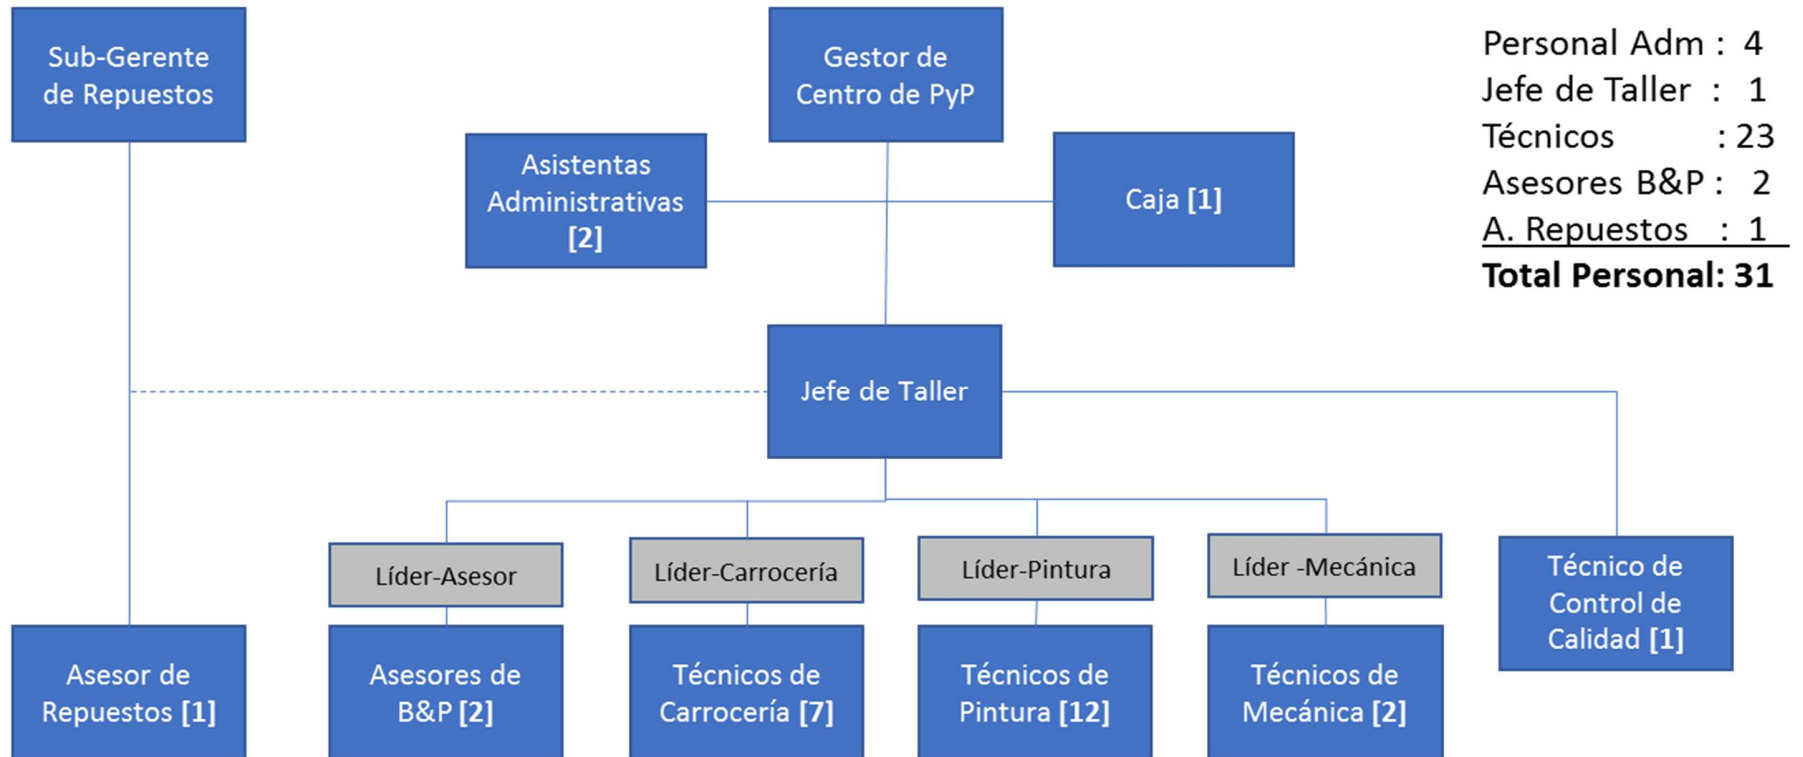 Sub-Gerente
de Repuestos
Gestor de
Centro de PyP
Personal Adm : 4
Jefe de Taller : 1
Técnicos : 23
Asesores B&P : 2
A. Repuestos : 1
Total Personal: 31
Asistentas
Administrativas
[2]
Caja [1]
Jefe de Taller
Líder-Asesor
Líder-Carrocería
Líder-Pintura
Líder -Mecánica
Técnico de
Control de
Calidad [1]
Asesor de
Repuestos [1]
Asesores de
B&P [2]
Técnicos de
Carrocería [7]
Técnicos de
Pintura [12]
Técnicos de
Mecánica [2]